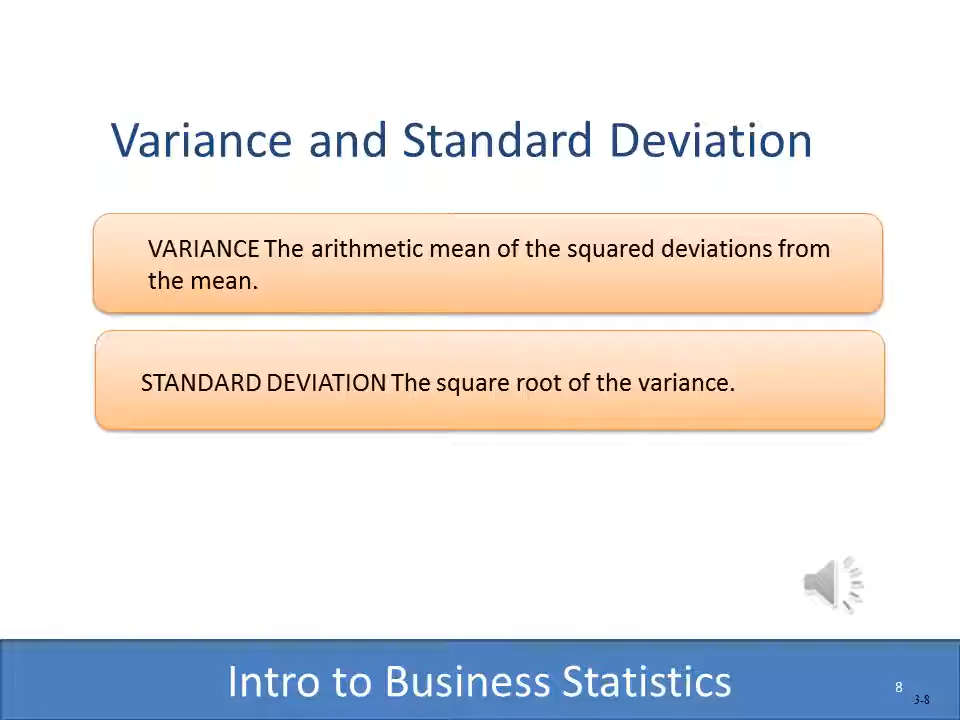 Variance and Standard Deviation
VARIANCE The arithmetic mean of the squared deviations from
the mean.
STANDARD DEVIATION The square root of the variance.
Intro to Business Statistics
8
3-8